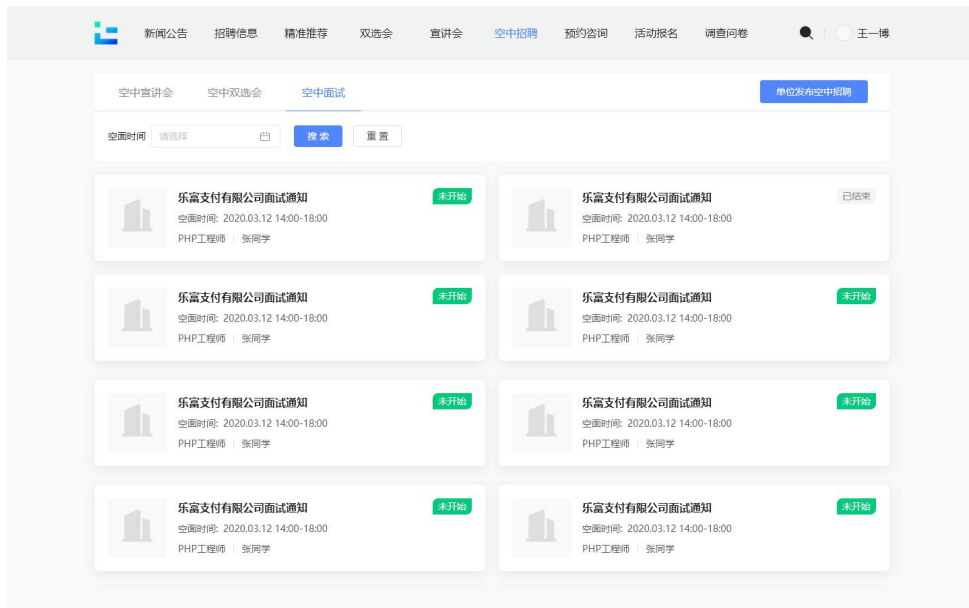 新闻公告 招聘信息 精准推荐 双选会 宣讲会 空中招聘 预约咨询 活动报名 调查问卷 王一博
空中宣讲会 空中双选会 空中面试 单位发布空中招聘
空面时间 请选择 搜索 重置
乐富支付有限公司面试通知 未开始
空面时间: 2020.03.12 14:00-18:00
PHP工程师 张同学
乐富支付有限公司面试通知 已结束
空面时间: 2020.03.12 14:00-18:00
PHP工程师 张同学
乐富支付有限公司面试通知 未开始
空面时间: 2020.03.12 14:00-18:00
PHP工程师 张同学
乐富支付有限公司面试通知 未开始
空面时间: 2020.03.12 14:00-18:00
PHP工程师 张同学
乐富支付有限公司面试通知 未开始
空面时间: 2020.03.12 14:00-18:00
PHP工程师 张同学
乐富支付有限公司面试通知 未开始
空面时间: 2020.03.12 14:00-18:00
PHP工程师 张同学
乐富支付有限公司面试通知 未开始
空面时间: 2020.03.12 14:00-18:00
PHP工程师 张同学
乐富支付有限公司面试通知 未开始
空面时间: 2020.03.12 14:00-18:00
PHP工程师 张同学